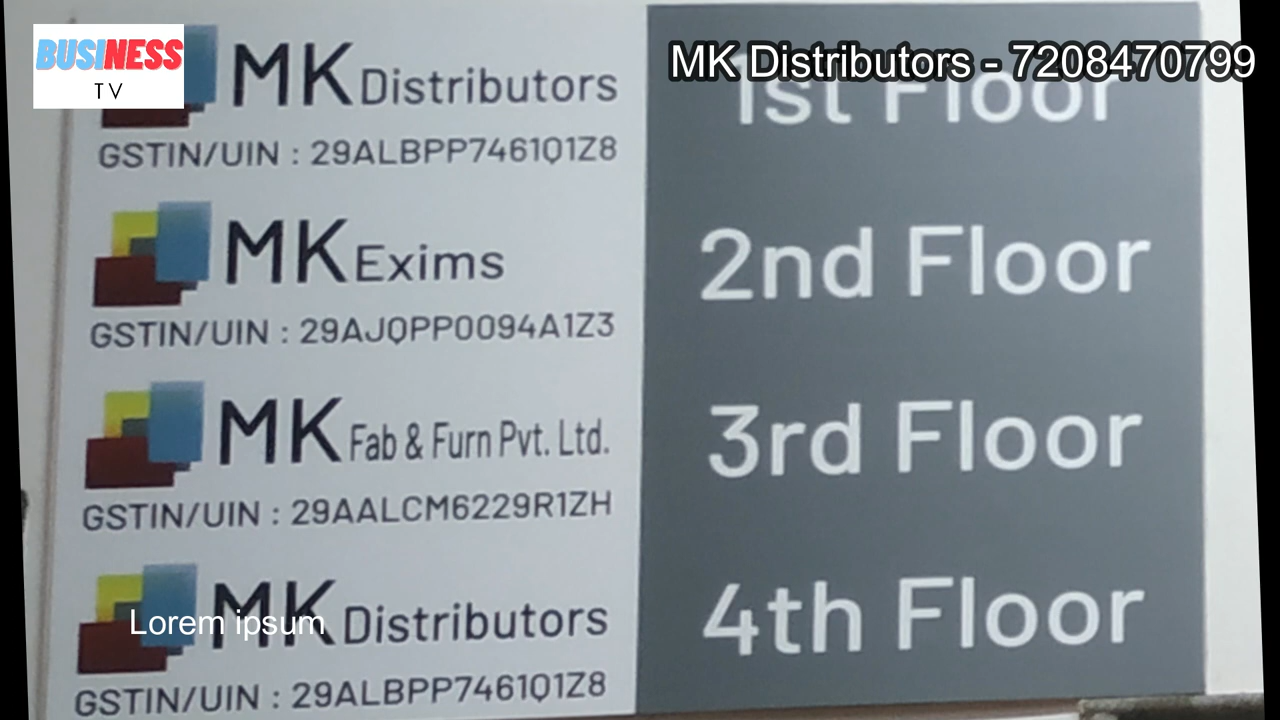 BUSINESS
TV
MK Distributors - 7208470799
MK Distributors
1st Floor
GSTIN/UIN : 29ALBPP7461Q1Z8
MK Exims
2nd Floor
GSTIN/UIN : 29AJQPP0094A1Z3
MK Fab & Furn Pvt. Ltd.
3rd Floor
GSTIN/UIN : 29AALCM6229R1ZH
MK Distributors
4th Floor
Lorem ipsum
GSTIN/UIN : 29ALBPP7461Q1Z8